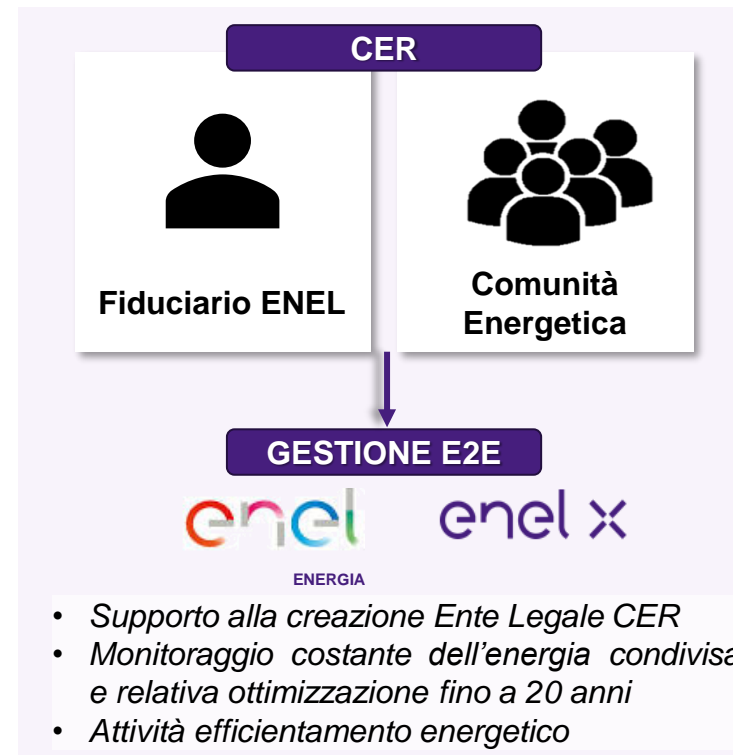 CER
Fiduciario ENEL
Comunità
Energetica
GESTIONE E2E
enel enel x
ENERGIA
• Supporto alla creazione Ente Legale CER
• Monitoraggio costante dell'energia condivisa
e relativa ottimizzazione fino a 20 anni
• Attività efficientamento energetico